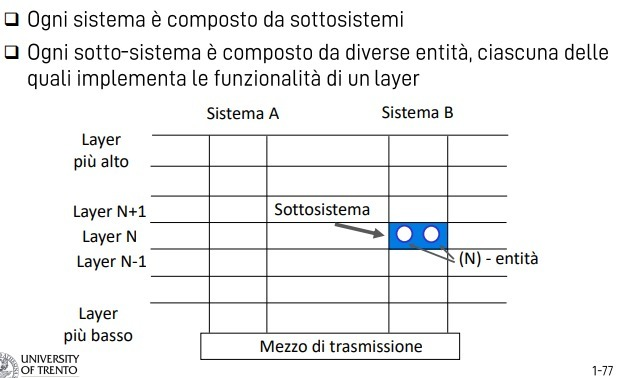 Ogni sistema è composto da sottosistemi
Ogni sotto-sistema è composto da diverse entità, ciascuna delle
quali implementa le funzionalità di un layer
Sistema A
Sistema B
Layer
più alto
Layer N+1
Sottosistema
Layer N
Layer N-1
(N) - entità
Layer
più basso
Mezzo di trasmissione
UNIVERSITY
OF TRENTO
1-77